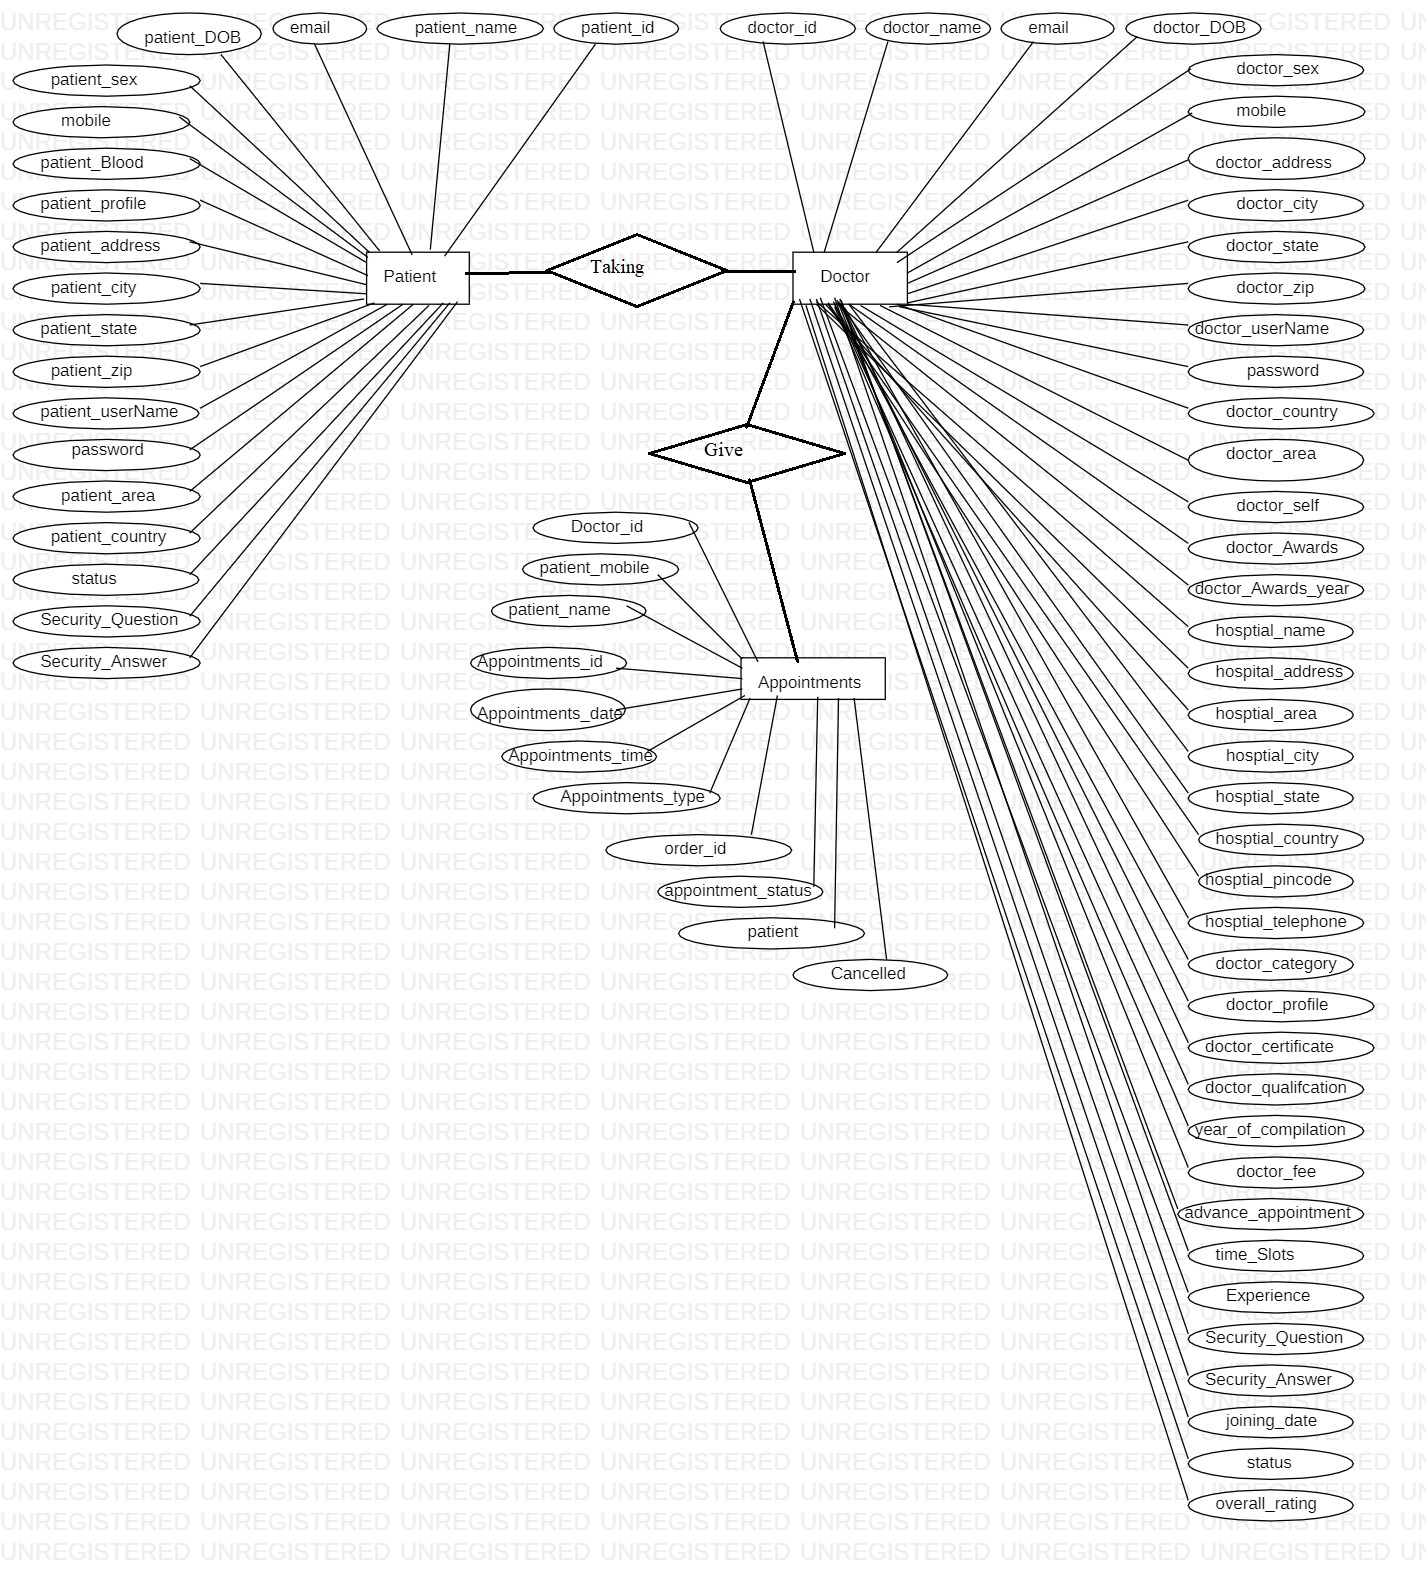 patient_DOB
email
patient_name
patient_id
doctor_id
doctor_name
email
doctor_DOB
patient_sex
mobile
patient_Blood
patient_profile
patient_address
patient_city
patient_state
patient_zip
patient_userName
password
patient_area
patient_country
status
Security_Question
Security_Answer
Patient
Taking
Doctor
Give
Doctor_id
patient_mobile
patient_name
Appointments_id
Appointments_date
Appointments_time
Appointments_type
Appointments
order_id
appointment_status
patient
Cancelled
doctor_sex
mobile
doctor_address
doctor_city
doctor_state
doctor_zip
doctor_userName
password
doctor_country
doctor_area
doctor_self
doctor_Awards
doctor_Awards_year
hosptial_name
hospital_address
hosptial_area
hosptial_city
hosptial_state
hosptial_country
hosptial_pincode
hosptial_telephone
doctor_category
doctor_profile
doctor_certificate
doctor_qualifcation
year_of_compilation
doctor_fee
advance_appointment
time_Slots
Experience
Security_Question
Security_Answer
joining_date
status
overall_rating
UNREGISTERED